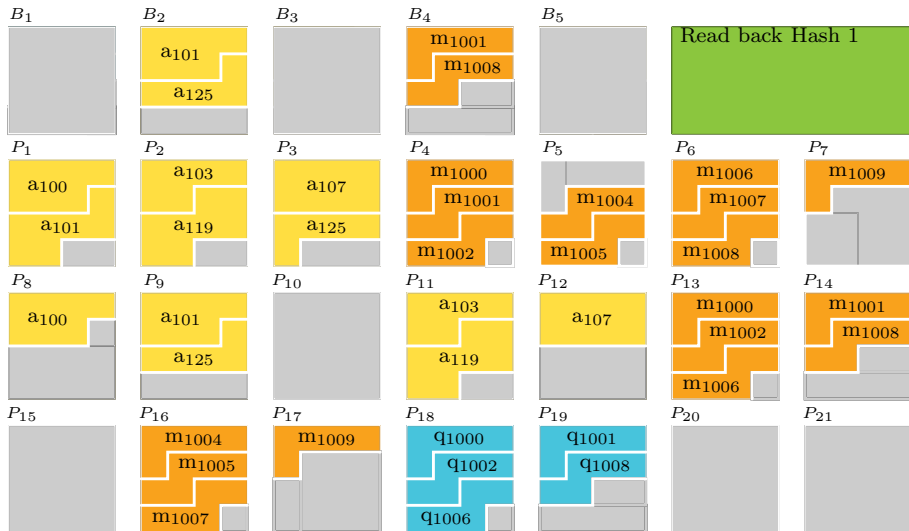 B1 B2 B3 B4 B5
a101 m1001 Read back Hash 1
m1008
a125
P1 P2 P3 P4 P5 P6 P7
a100 a103 a107 m1000 m1006 m1009
m1001 m1004 m1007
a101 a119 a125
m1002 m1005 m1008
P8 P9 P10 P11 P12 P13 P14
a100 a101 a103 a107 m1000 m1001
m1002 m1008
a125 a119
m1006
P15 P16 P17 P18 P19 P20 P21
m1004 m1009 q1000 q1001
m1005 q1002 q1008
m1007 q1006